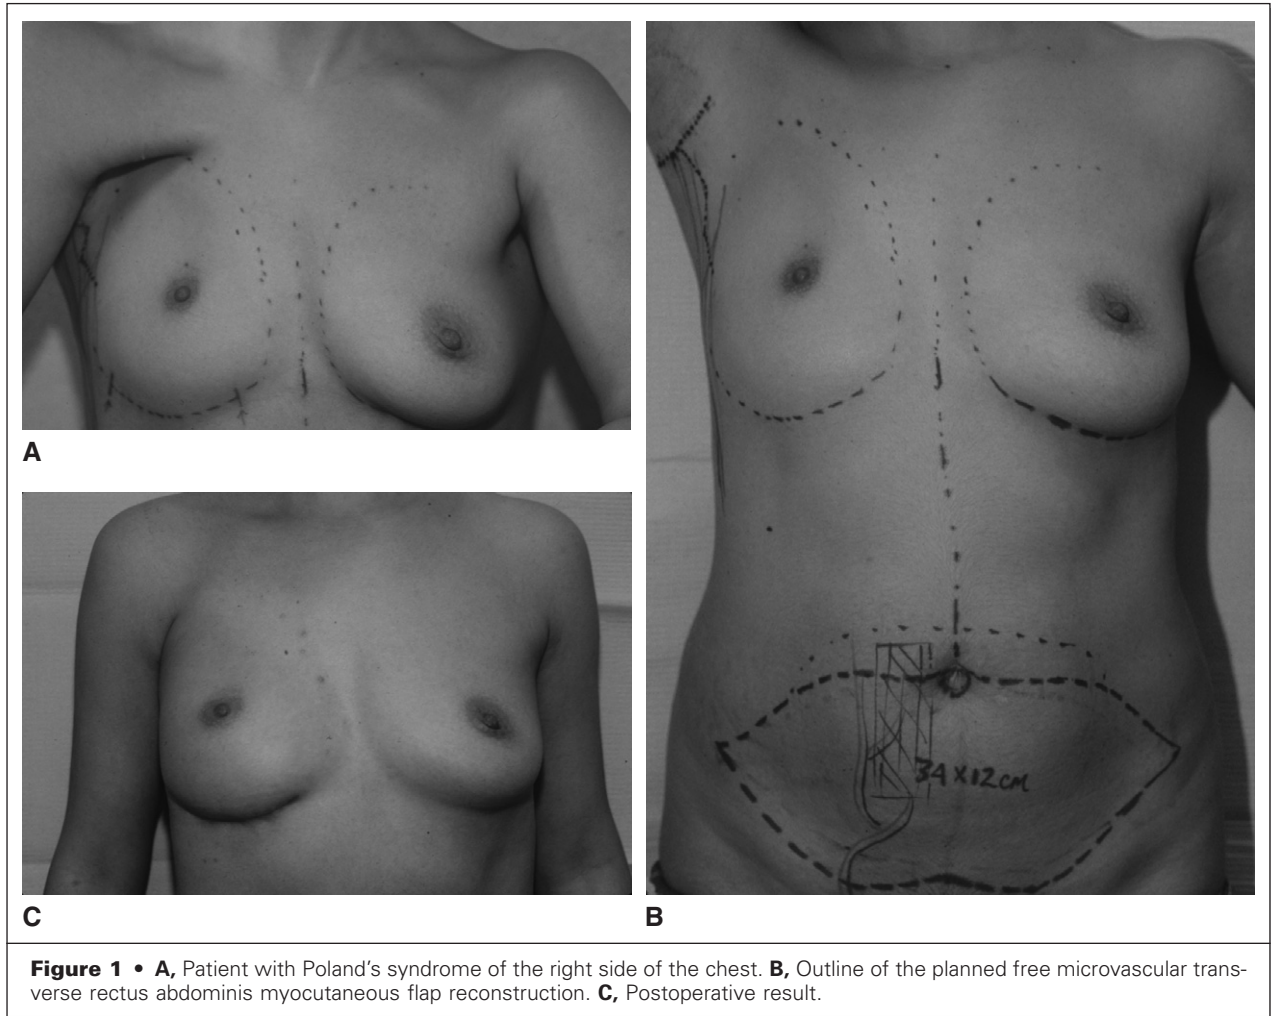 A
34 X 12 cm
C
B
Figure 1 • A, Patient with Poland's syndrome of the right side of the chest. B, Outline of the planned free microvascular trans-
verse rectus abdominis myocutaneous flap reconstruction. C, Postoperative result.